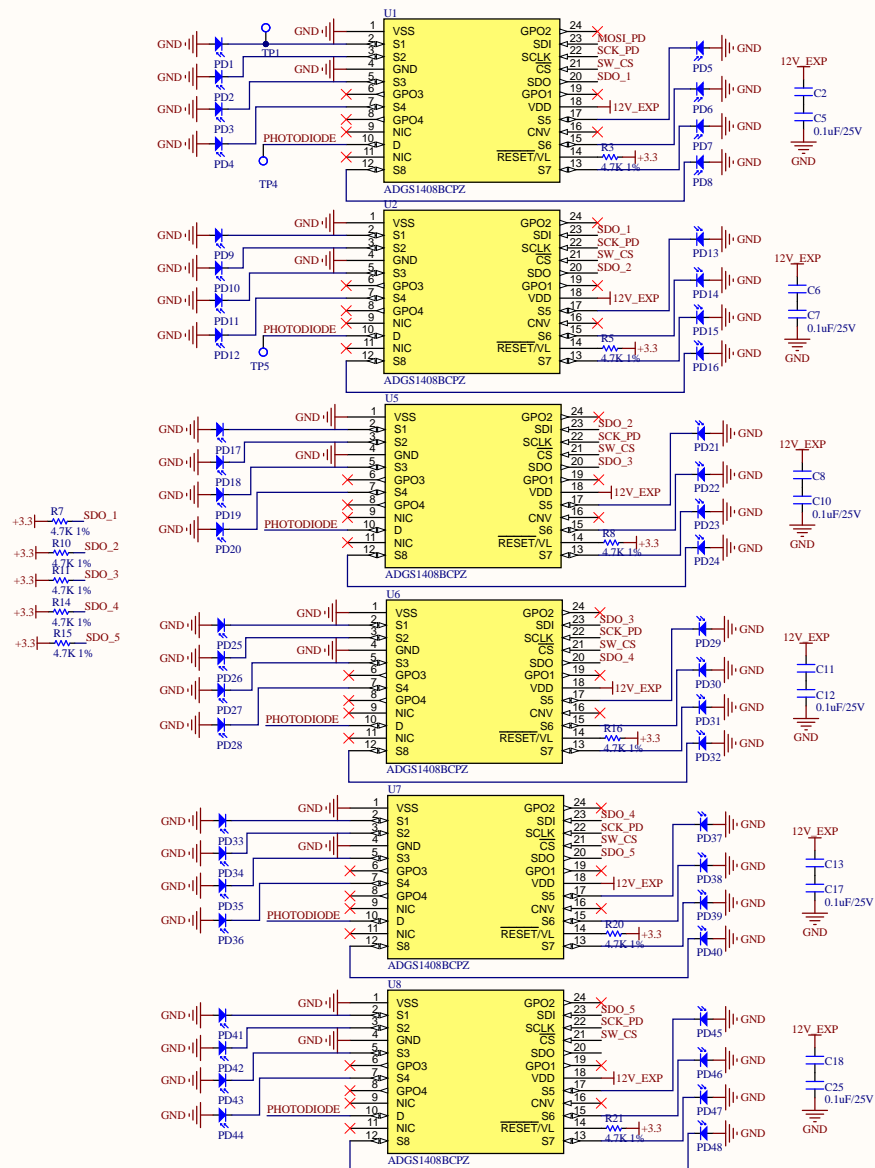 U1
GND 1 VSS GPO2 24
GND PD1 TP1 2 S1 SDI 23 MOSI_PD
3 S2 SCLK 22 SCK_PD PD5 GND
GND 4 GND CS 21 SW_CS 12V_EXP
GND PD2 5 S3 SDO 20 SDO_1
6 GPO3 GPO1 19 PD6 GND C2
GND PD3 7 S4 VDD 18 12V_EXP
8 GPO4 S5 17 C5
9 NIC CNV 16 PD7 GND 0.1uF/25V
GND PD4 PHOTODIODE 10 D S6 15
11 NIC RESET/VL 14 R3 +3.3 GND
TP4 12 S8 S7 13 4.7K 1% PD8 GND
ADGS1408BCPZ
U2
GND 1 VSS GPO2 24
GND PD9 2 S1 SDI 23 SDO_1
3 S2 SCLK 22 SCK_PD PD13 GND
GND 4 GND CS 21 SW_CS 12V_EXP
GND PD10 5 S3 SDO 20 SDO_2
6 GPO3 GPO1 19 PD14 GND C6
GND PD11 7 S4 VDD 18 12V_EXP
8 GPO4 S5 17 C7
9 NIC CNV 16 PD15 GND 0.1uF/25V
GND PD12 PHOTODIODE 10 D S6 15
11 NIC RESET/VL 14 R5 +3.3 GND
TP5 12 S8 S7 13 4.7K 1% PD16 GND
ADGS1408BCPZ
U5
GND 1 VSS GPO2 24
GND PD17 2 S1 SDI 23 SDO_2
3 S2 SCLK 22 SCK_PD PD21 GND
GND 4 GND CS 21 SW_CS 12V_EXP
GND PD18 5 S3 SDO 20 SDO_3
6 GPO3 GPO1 19 PD22 GND C8
GND PD19 7 S4 VDD 18 12V_EXP
8 GPO4 S5 17 C10
9 NIC CNV 16 PD23 GND 0.1uF/25V
GND PD20 PHOTODIODE 10 D S6 15
11 NIC RESET/VL 14 R8 +3.3 GND
12 S8 S7 13 4.7K 1% PD24 GND
ADGS1408BCPZ
+3.3 R7 4.7K 1% SDO_1
+3.3 R10 4.7K 1% SDO_2
+3.3 R11 4.7K 1% SDO_3
+3.3 R14 4.7K 1% SDO_4
+3.3 R15 4.7K 1% SDO_5
U6
GND 1 VSS GPO2 24
GND PD25 2 S1 SDI 23 SDO_3
3 S2 SCLK 22 SCK_PD PD29 GND
GND 4 GND CS 21 SW_CS 12V_EXP
GND PD26 5 S3 SDO 20 SDO_4
6 GPO3 GPO1 19 PD30 GND C11
GND PD27 7 S4 VDD 18 12V_EXP
8 GPO4 S5 17 C12
9 NIC CNV 16 PD31 GND 0.1uF/25V
GND PD28 PHOTODIODE 10 D S6 15
11 NIC RESET/VL 14 R16 +3.3 GND
12 S8 S7 13 4.7K 1% PD32 GND
ADGS1408BCPZ
U7
GND 1 VSS GPO2 24
GND PD33 2 S1 SDI 23 SDO_4
3 S2 SCLK 22 SCK_PD PD37 GND
GND 4 GND CS 21 SW_CS 12V_EXP
GND PD34 5 S3 SDO 20 SDO_5
6 GPO3 GPO1 19 PD38 GND C13
GND PD35 7 S4 VDD 18 12V_EXP
8 GPO4 S5 17 C17
9 NIC CNV 16 PD39 GND 0.1uF/25V
GND PD36 PHOTODIODE 10 D S6 15
11 NIC RESET/VL 14 R20 +3.3 GND
12 S8 S7 13 4.7K 1% PD40 GND
ADGS1408BCPZ
U8
GND 1 VSS GPO2 24
GND PD41 2 S1 SDI 23 SDO_5
3 S2 SCLK 22 SCK_PD PD45 GND
GND 4 GND CS 21 SW_CS 12V_EXP
GND PD42 5 S3 SDO 20
6 GPO3 GPO1 19 PD46 GND C18
GND PD43 7 S4 VDD 18 12V_EXP
8 GPO4 S5 17 C25
9 NIC CNV 16 PD47 GND 0.1uF/25V
GND PD44 PHOTODIODE 10 D S6 15
11 NIC RESET/VL 14 R21 +3.3 GND
12 S8 S7 13 4.7K 1% PD48 GND
ADGS1408BCPZ